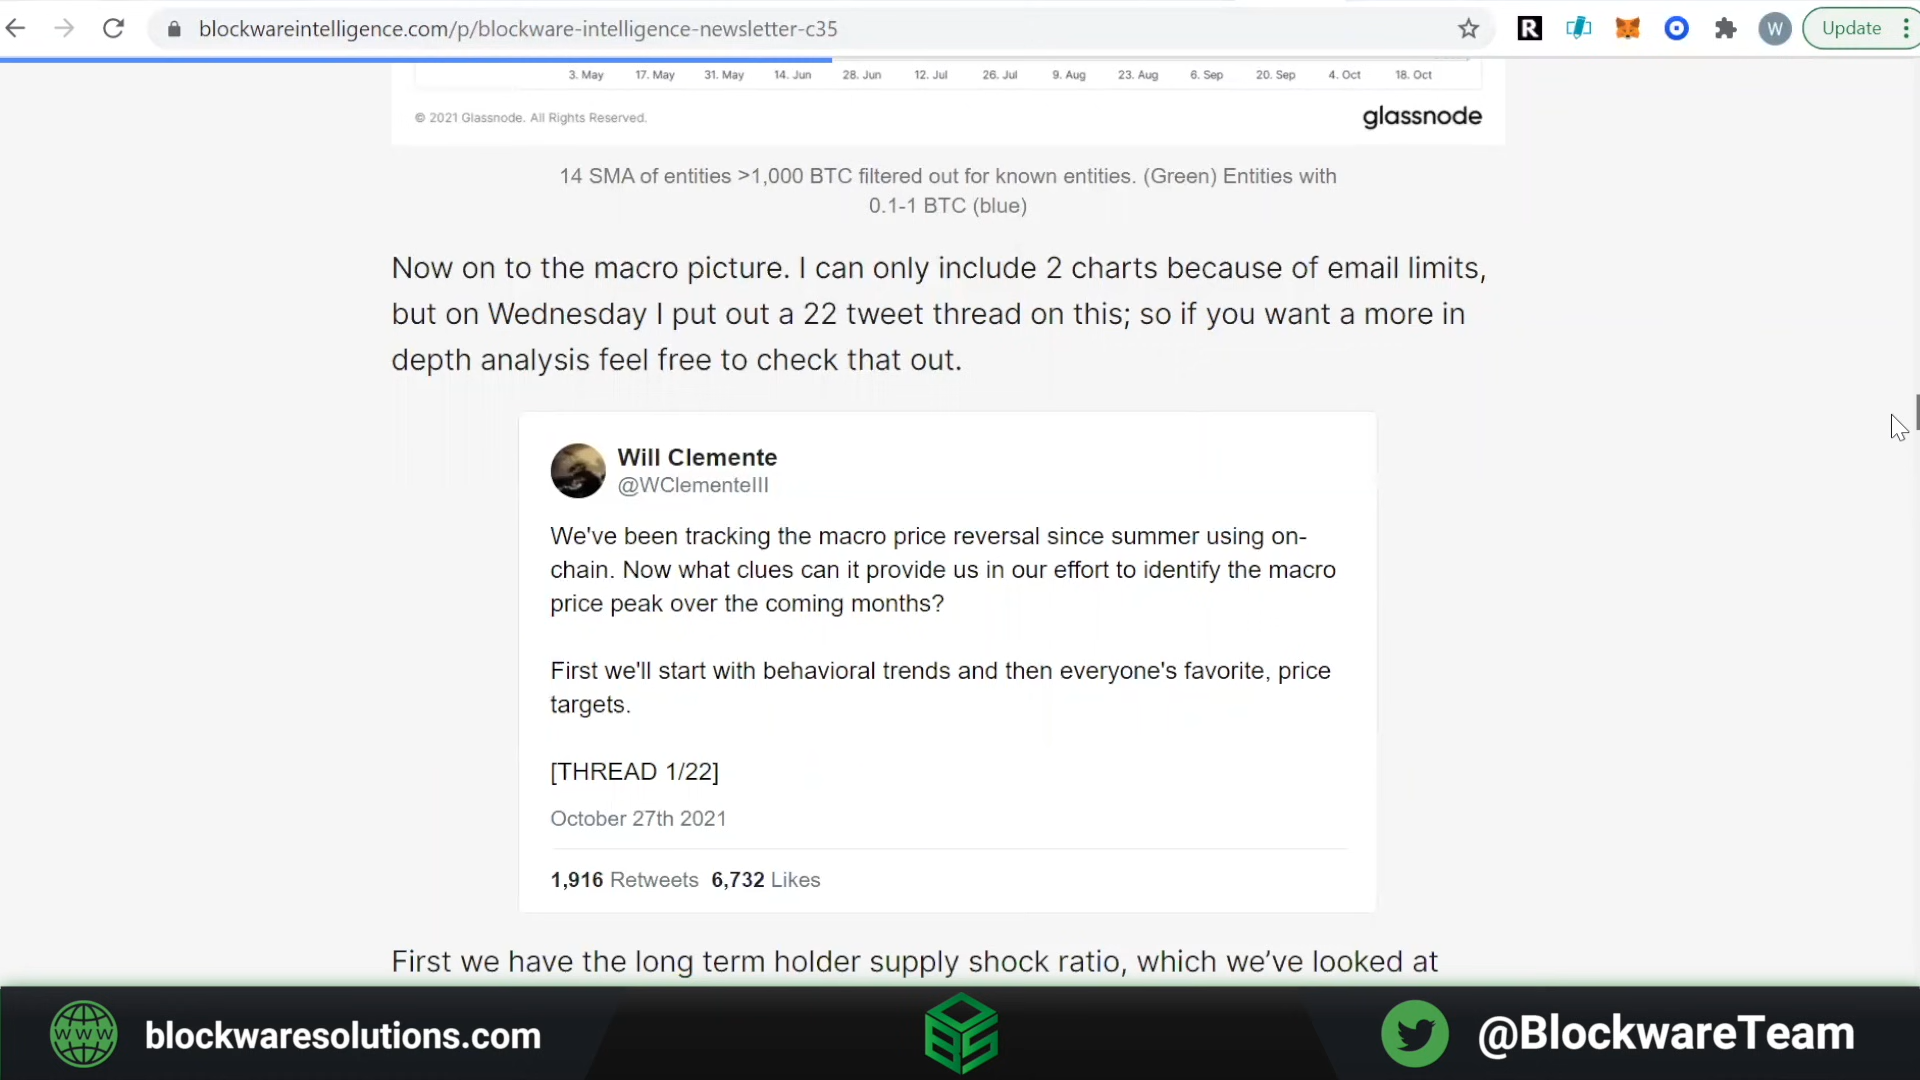 blockwareintelligence.com/p/blockware-intelligence-newsletter-c35
R
W
Update
3. May 17. May 31. May 14. Jun 28. Jun 12. Jul 26. Jul 9. Aug 23. Aug 6. Sep 20. Sep 4. Oct 18. Oct
© 2021 Glassnode. All Rights Reserved.
glassnode
14 SMA of entities >1,000 BTC filtered out for known entities. (Green) Entities with
0.1-1 BTC (blue)
Now on to the macro picture. I can only include 2 charts because of email limits,
but on Wednesday I put out a 22 tweet thread on this; so if you want a more in
depth analysis feel free to check that out.
Will Clemente
@WClementeIII
We've been tracking the macro price reversal since summer using on-
chain. Now what clues can it provide us in our effort to identify the macro
price peak over the coming months?
First we'll start with behavioral trends and then everyone's favorite, price
targets.
[THREAD 1/22]
October 27th 2021
1,916 Retweets 6,732 Likes
First we have the long term holder supply shock ratio, which we’ve looked at
WWW
blockwaresolutions.com
BS
@BlockwareTeam